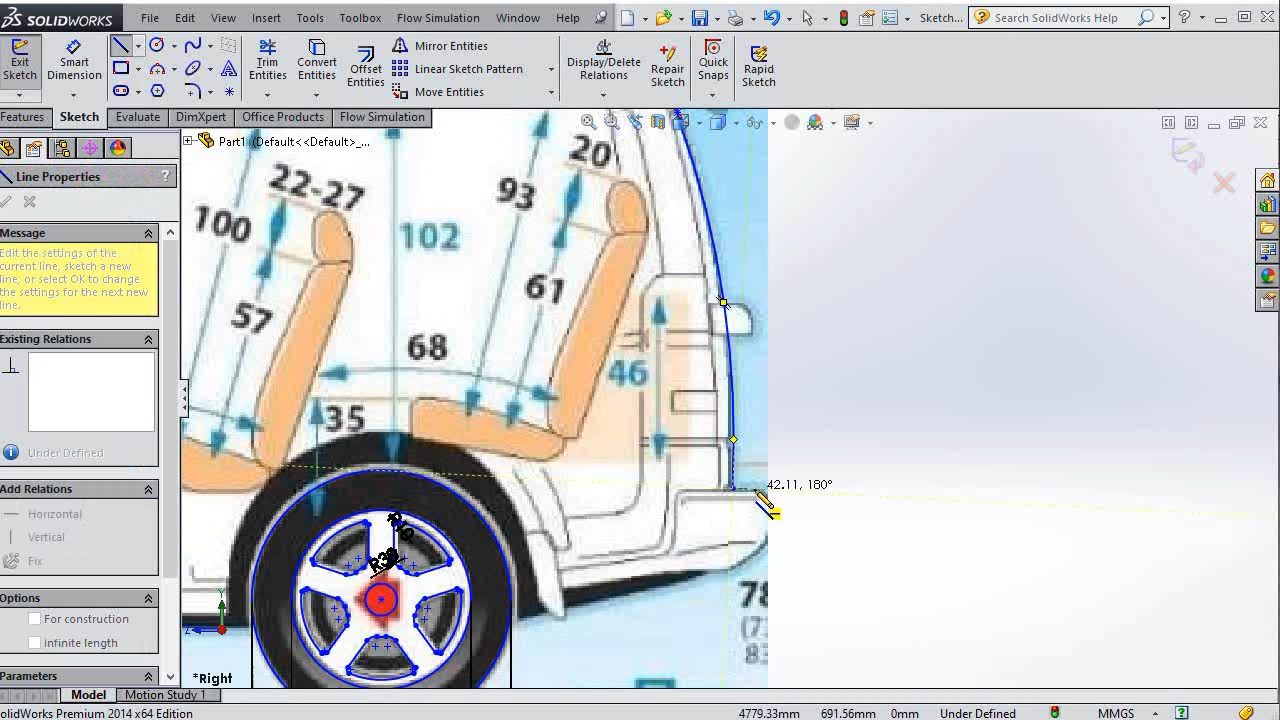 SOLIDWORKS File Edit View Insert Tools Toolbox Flow Simulation Window Help Sketch... Search SolidWorks Help
Exit Sketch Smart Dimension Trim Entities Convert Entities Offset Entities Mirror Entities Linear Sketch Pattern Move Entities Display/Delete Relations Repair Sketch Quick Snaps Rapid Sketch
Features Sketch Evaluate DimXpert Office Products Flow Simulation
Part1 (Default<<Default>_...
Line Properties ?
Message
Edit the settings of the
current line, sketch a new
line, or select OK to change
the settings for the next new
line.
Existing Relations
Under Defined
Add Relations
Horizontal
Vertical
Fix
Options
For construction
Infinite length
Parameters
20
22-27
93
100
102
61
57
68
46
35
42.11, 180°
78
*Right
Model Motion Study 1
SolidWorks Premium 2014 x64 Edition 4779.33mm 691.56mm 0mm Under Defined MMGS